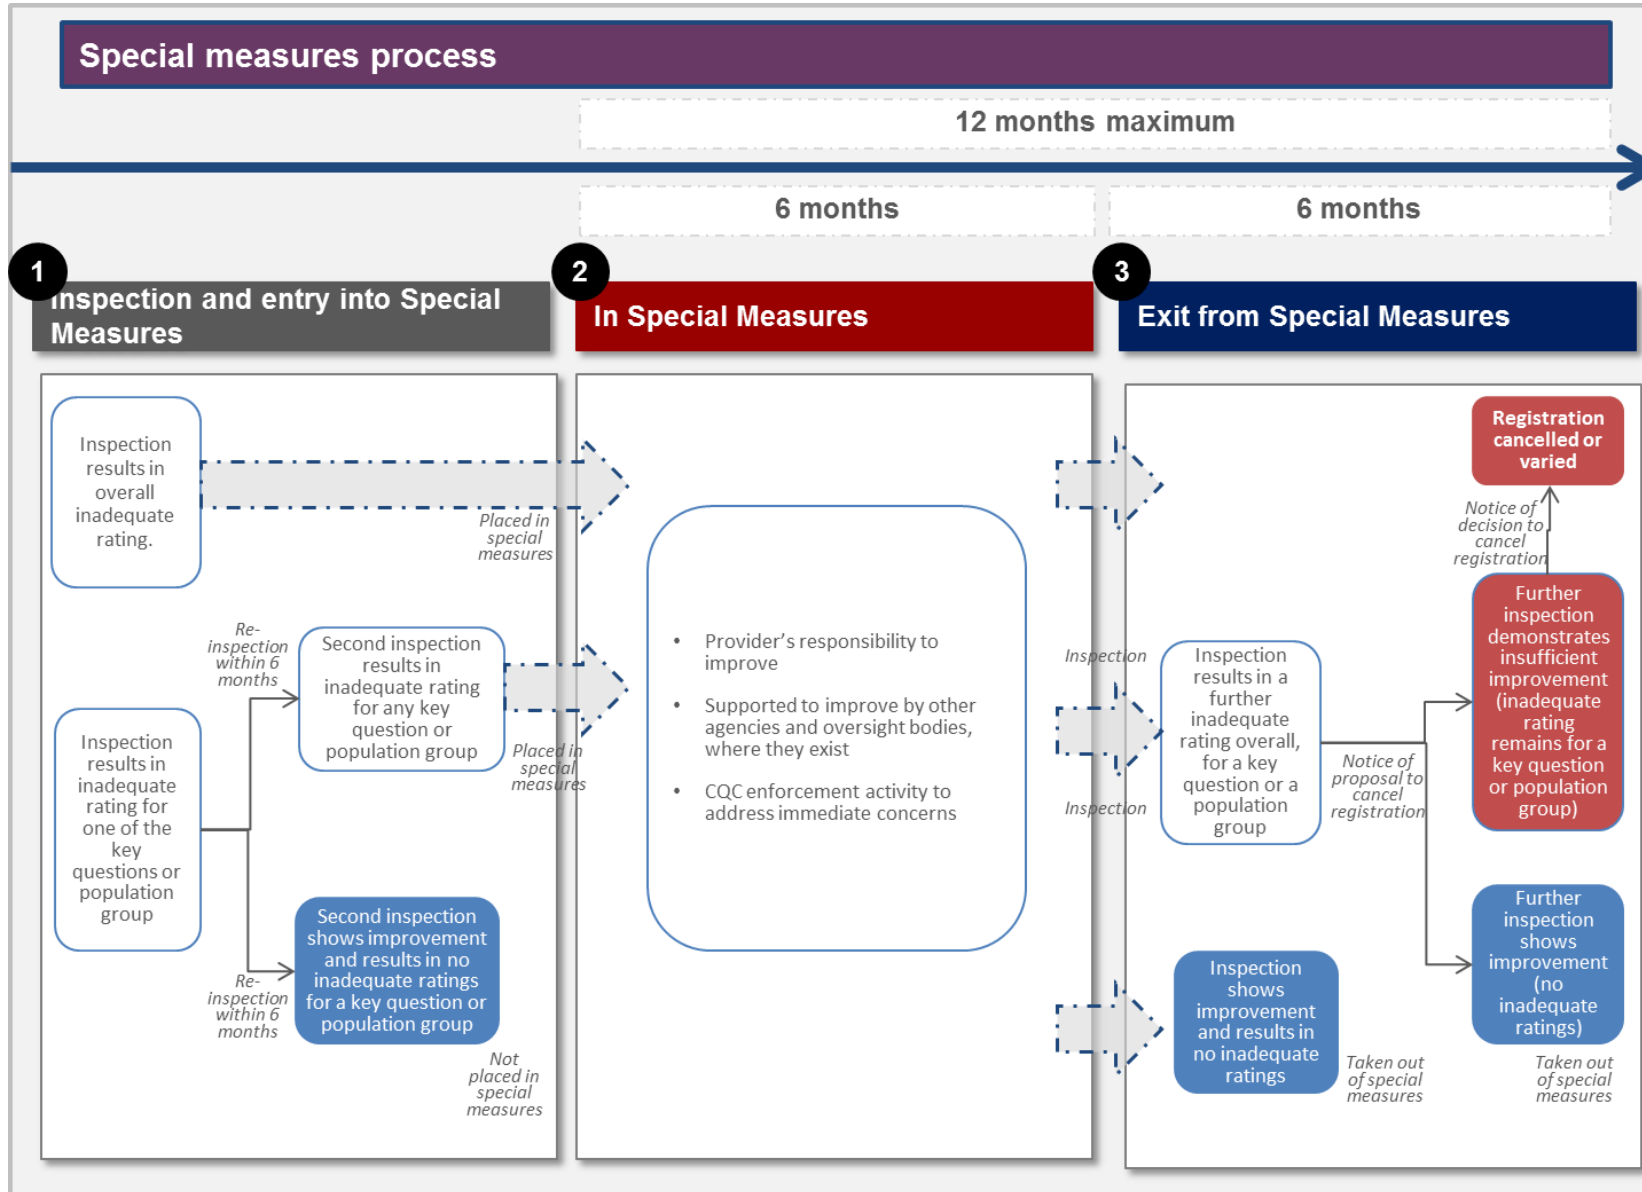 Special measures process
12 months maximum
6 months
6 months
1
Inspection and entry into Special
Measures
Inspection
results in
overall
inadequate
rating.
Placed in
special
measures
Re-
inspection
within 6
months
Second inspection
results in
inadequate rating
for any key
question or
population group
Placed in
special
measures
Inspection
results in
inadequate
rating for
one of the
key
questions or
population
group
Re-
inspection
within 6
months
Second inspection
shows improvement
and results in no
inadequate ratings
for a key question or
population group
Not
placed in
special
measures
2
In Special Measures
• Provider’s responsibility to
improve
• Supported to improve by other
agencies and oversight bodies,
where they exist
• CQC enforcement activity to
address immediate concerns
3
Exit from Special Measures
Inspection
Inspection
Inspection
results in a
further
inadequate
rating overall,
for a key
question or a
population
group
Notice of
proposal to
cancel
registration
Registration
cancelled or
varied
Notice of
decision to
cancel
registration
Further
inspection
demonstrates
insufficient
improvement
(inadequate
rating
remains for a
key question
or population
group)
Further
inspection
shows
improvement
(no
inadequate
ratings)
Taken out
of special
measures
Inspection
shows
improvement
and results in
no inadequate
ratings
Taken out
of special
measures